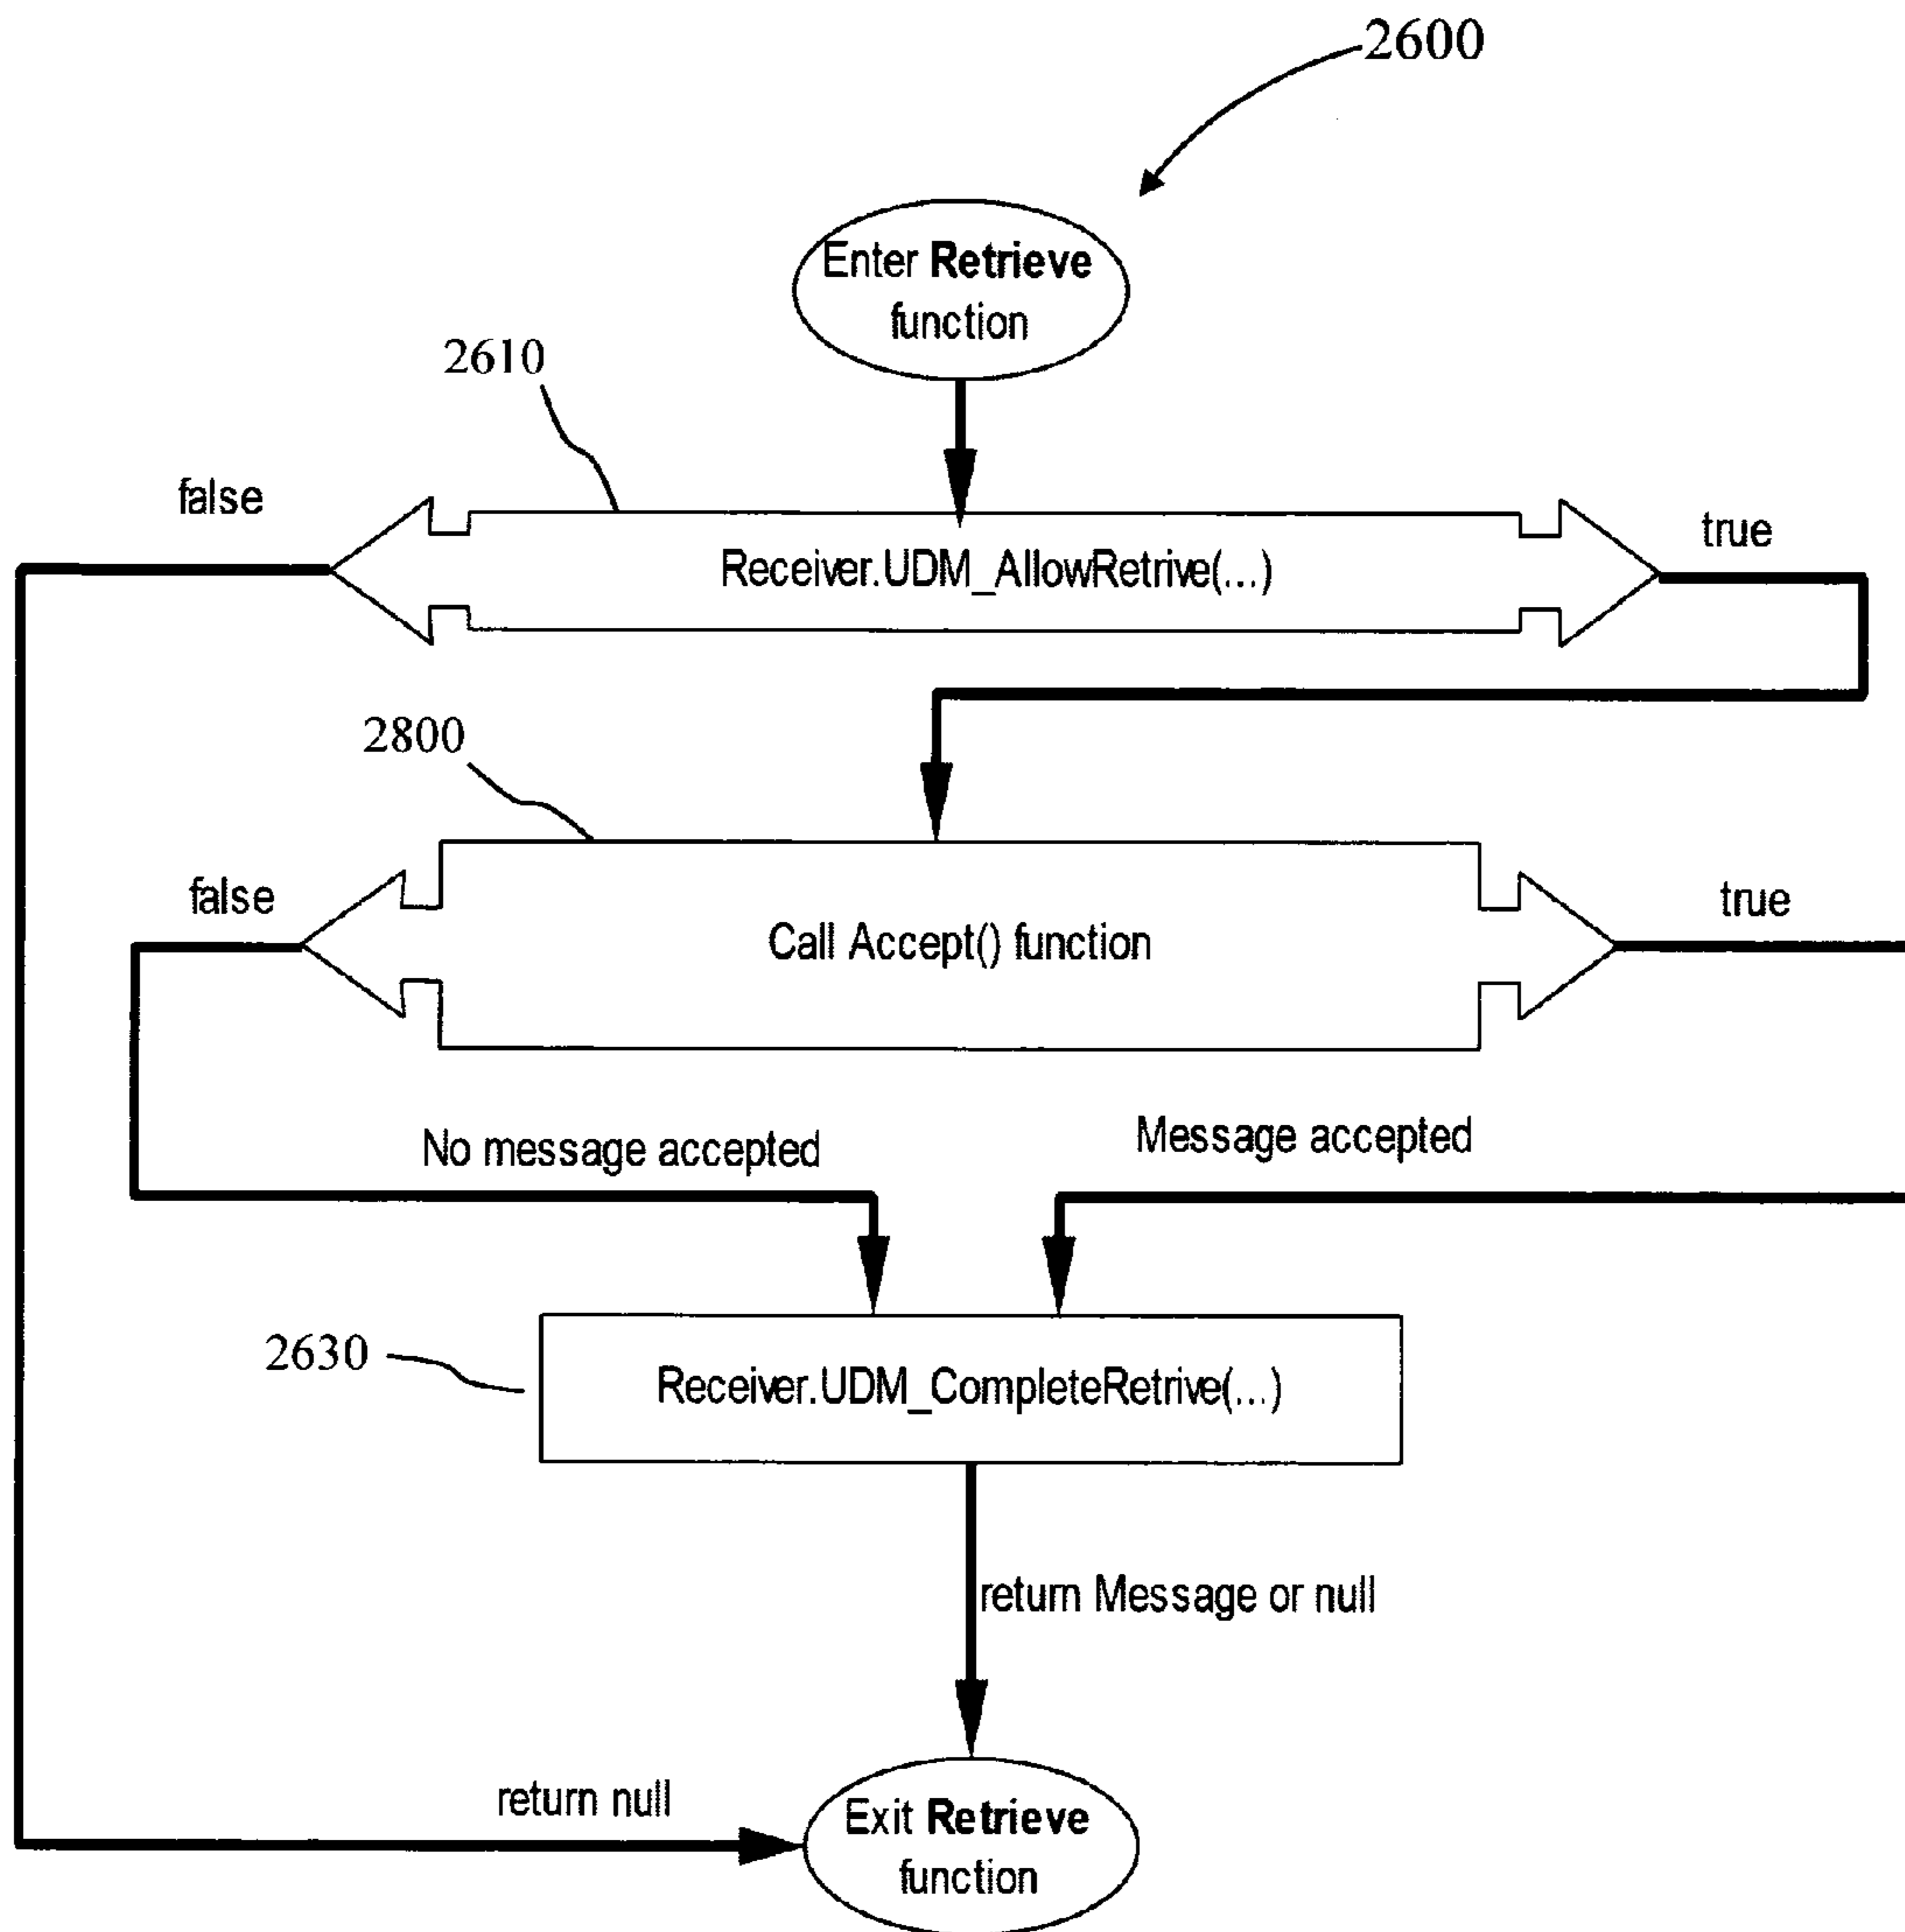 2600
Enter Retrieve
function
2610
false
true
Receiver.UDM_AllowRetrive(...)
2800
false
true
Call Accept() function
No message accepted
Message accepted
2630
Receiver.UDM_CompleteRetrive(...)
return Message or null
return null
Exit Retrieve
function